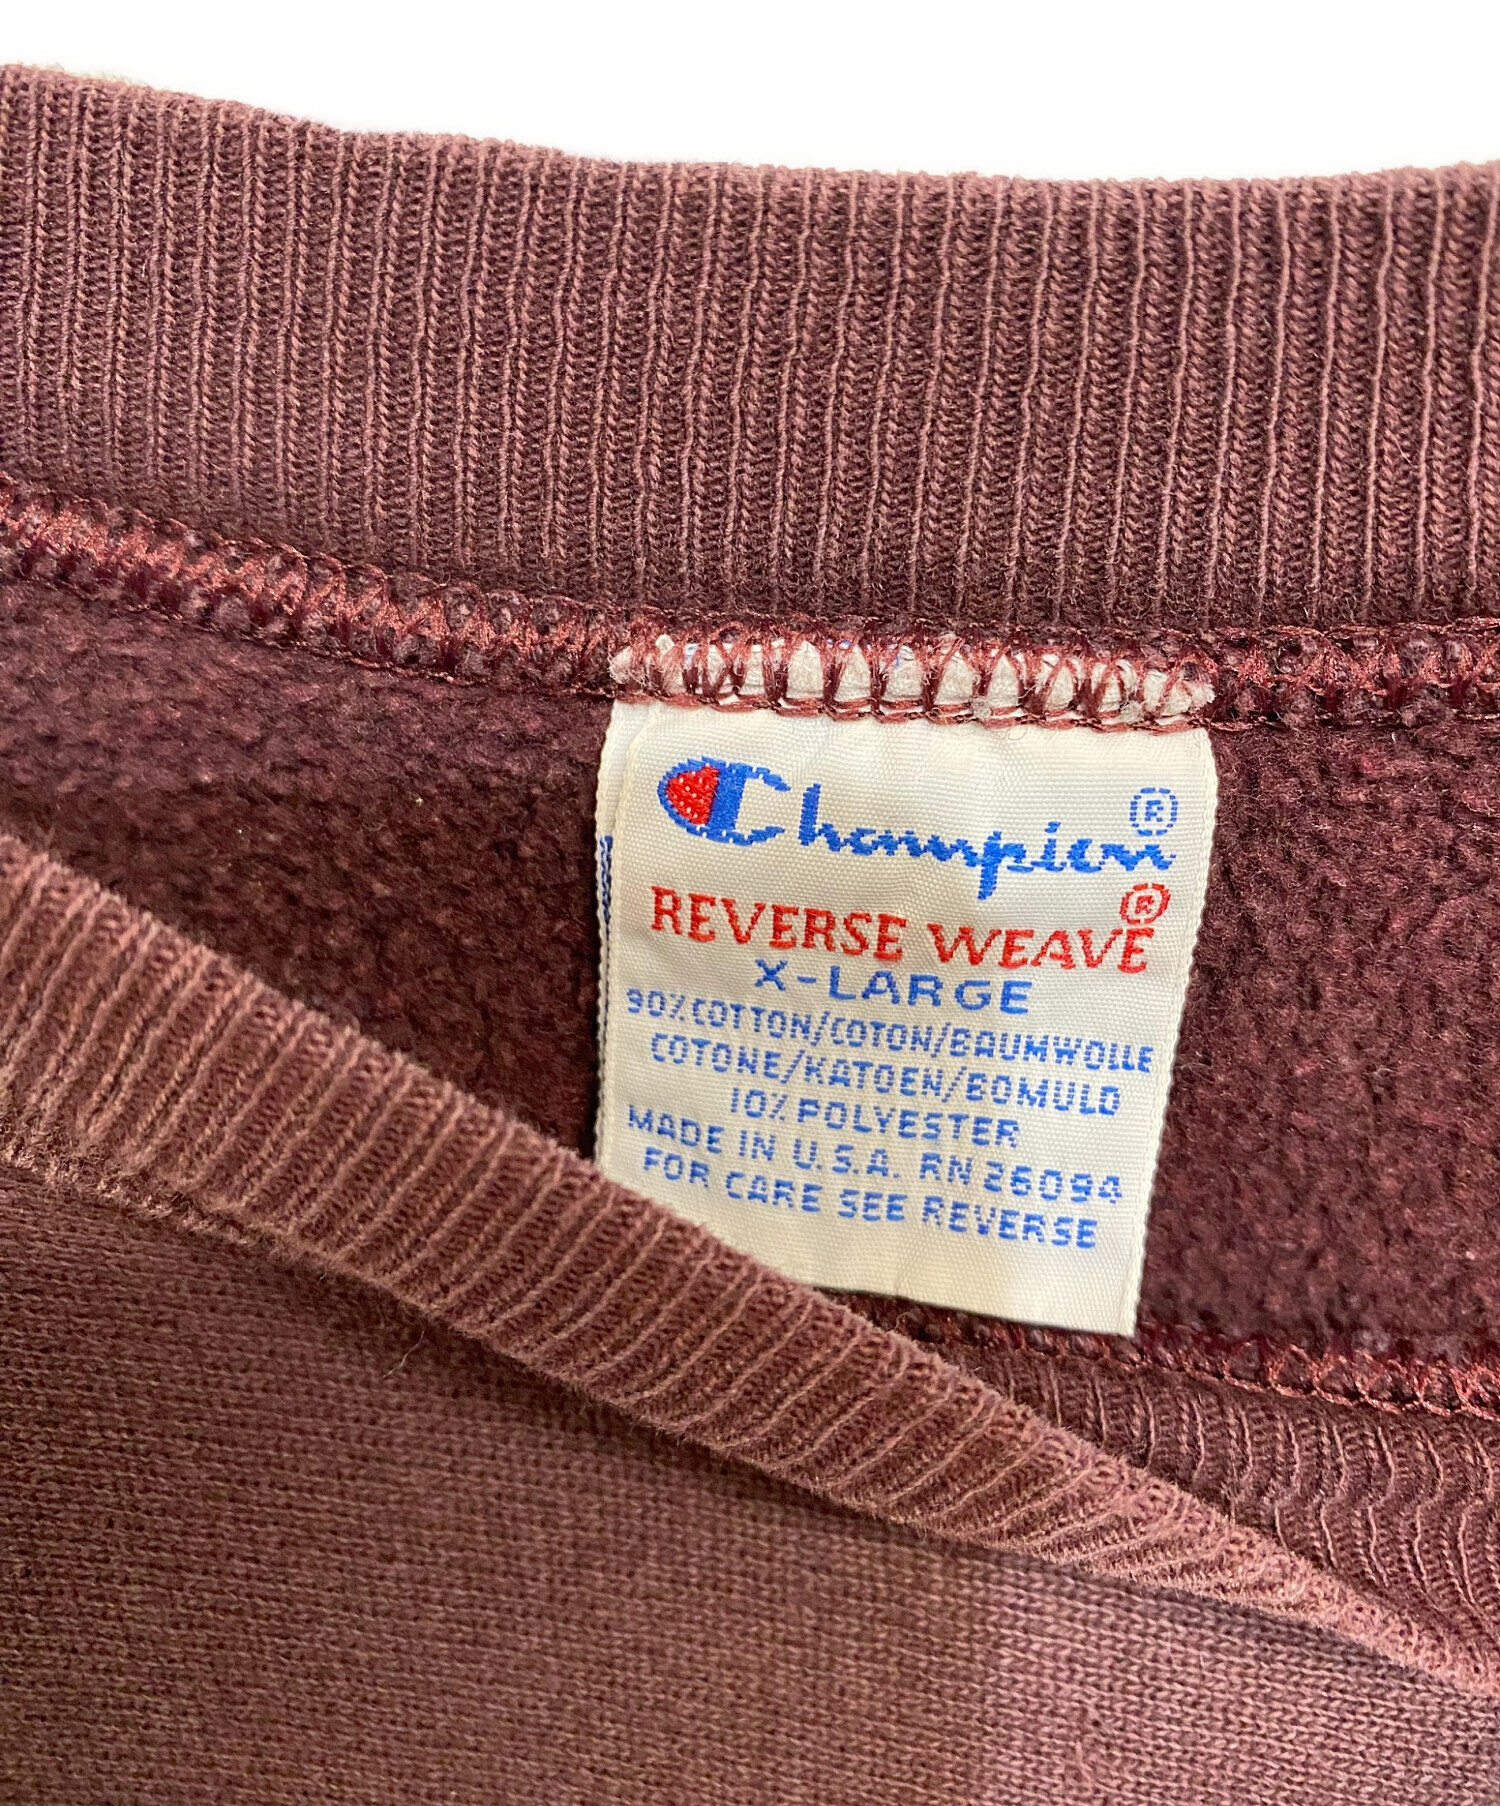 Champion®
REVERSE WEAVE®
X-LARGE
90% COTTON/COTON/BAUMWOLLE
COTONE/KATOEN/BOMULD
10% POLYESTER
MADE IN U.S.A. RN 26094
FOR CARE SEE REVERSE